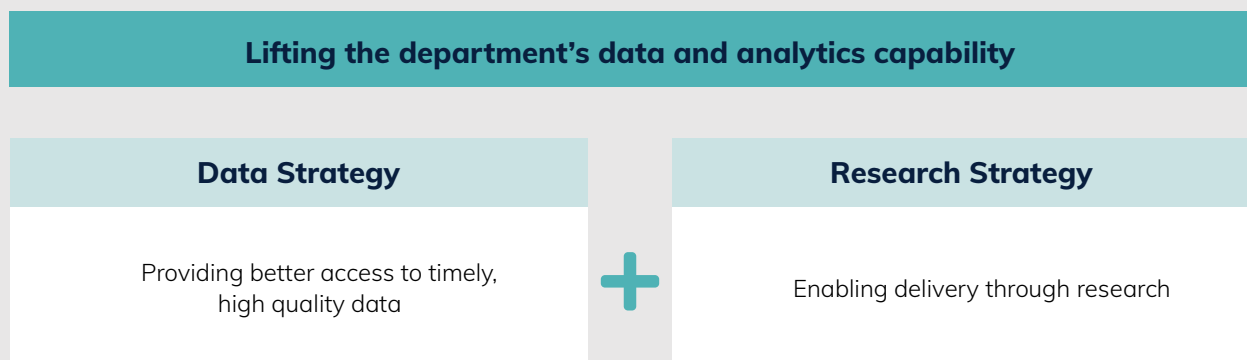 Lifting the department’s data and analytics capability
Data Strategy
Providing better access to timely,
high quality data
Research Strategy
Enabling delivery through research